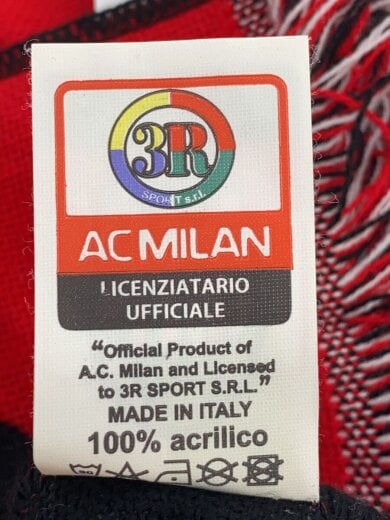 3R
SPORT s.r.l.
AC MILAN
LICENZIATARIO
UFFICIALE
“Official Product of
A.C. Milan and Licensed
to 3R SPORT S.R.L.”
MADE IN ITALY
100% acrilico